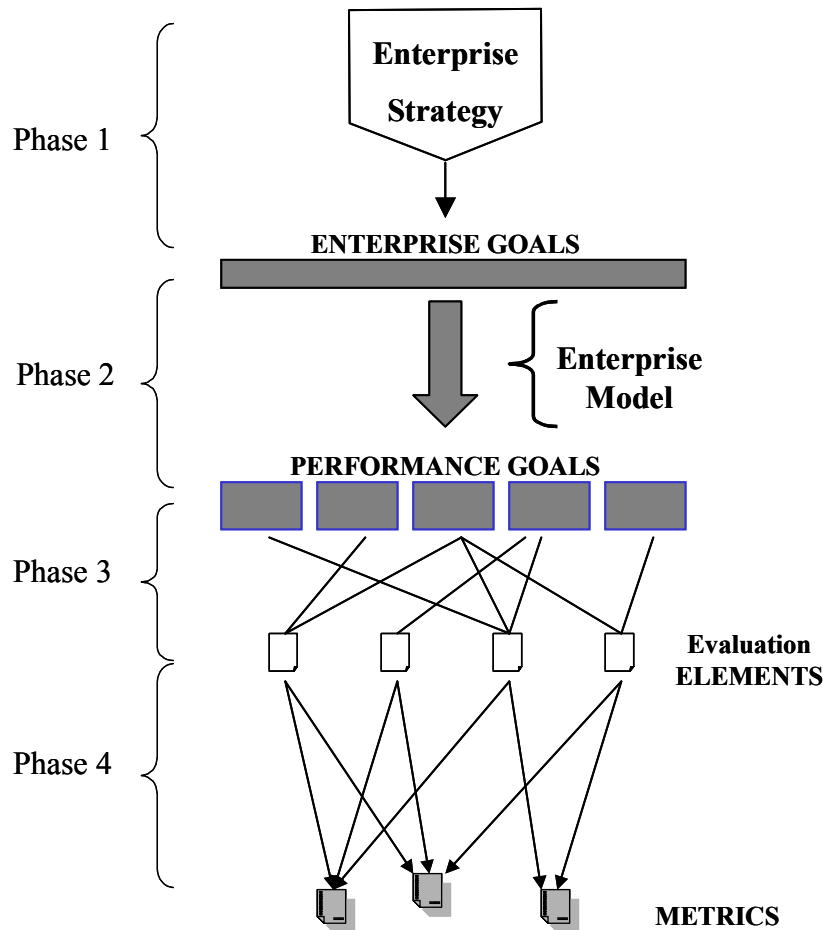 Enterprise
Strategy
Phase 1
ENTERPRISE GOALS
Phase 2
Enterprise
Model
PERFORMANCE GOALS
Phase 3
Evaluation
ELEMENTS
Phase 4
METRICS